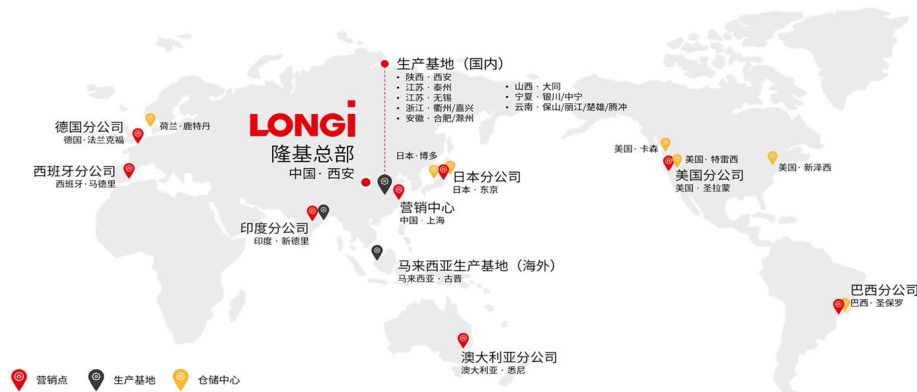 生产基地（国内）
• 陕西 · 西安
• 江苏 · 泰州
• 江苏 · 无锡
• 浙江 · 衢州/嘉兴
• 安徽 · 合肥/滁州
• 山西 · 大同
• 宁夏 · 银川/中宁
• 云南 · 保山/丽江/楚雄/腾冲
LONGi
隆基总部
中国 · 西安
德国分公司
德国 · 法兰克福
荷兰 · 鹿特丹
西班牙分公司
西班牙 · 马德里
日本 · 博多
日本分公司
日本 · 东京
营销中心
中国 · 上海
印度分公司
印度 · 新德里
马来西亚生产基地（海外）
马来西亚 · 古晋
美国 · 卡森
美国 · 特雷西
美国分公司
美国 · 圣拉蒙
美国 · 新泽西
巴西分公司
巴西 · 圣保罗
澳大利亚分公司
澳大利亚 · 悉尼
营销点
生产基地
仓储中心